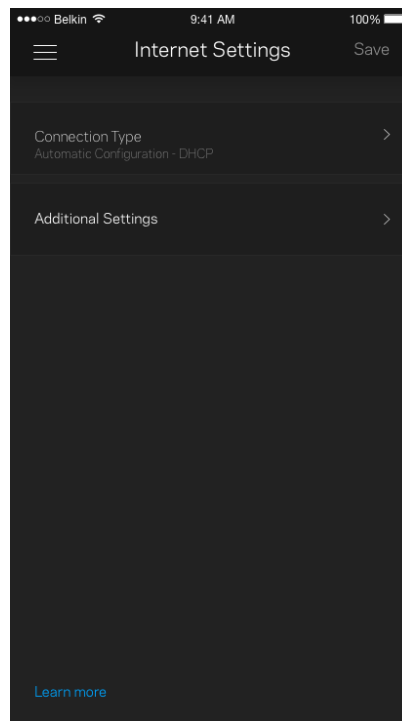 Belkin 9:41 AM 100%
Internet Settings Save
Connection Type
Automatic Configuration - DHCP
Additional Settings
Learn more